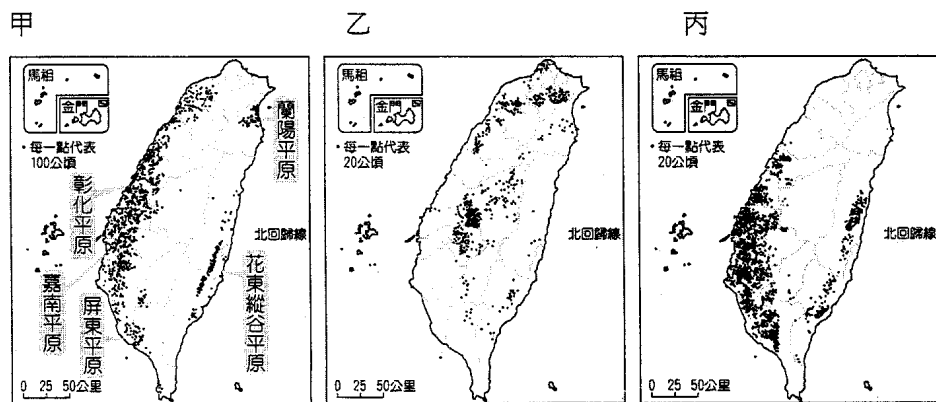 甲
馬祖
金門
•每一點代表
100公頃
蘭陽平原
彰化平原
北回歸線
嘉南平原
屏東平原
花東縱谷平原
0 25 50公里
乙
馬祖
金門
•每一點代表
20公頃
北回歸線
0 25 50公里
丙
馬祖
金門
•每一點代表
20公頃
北回歸線
0 25 50公里